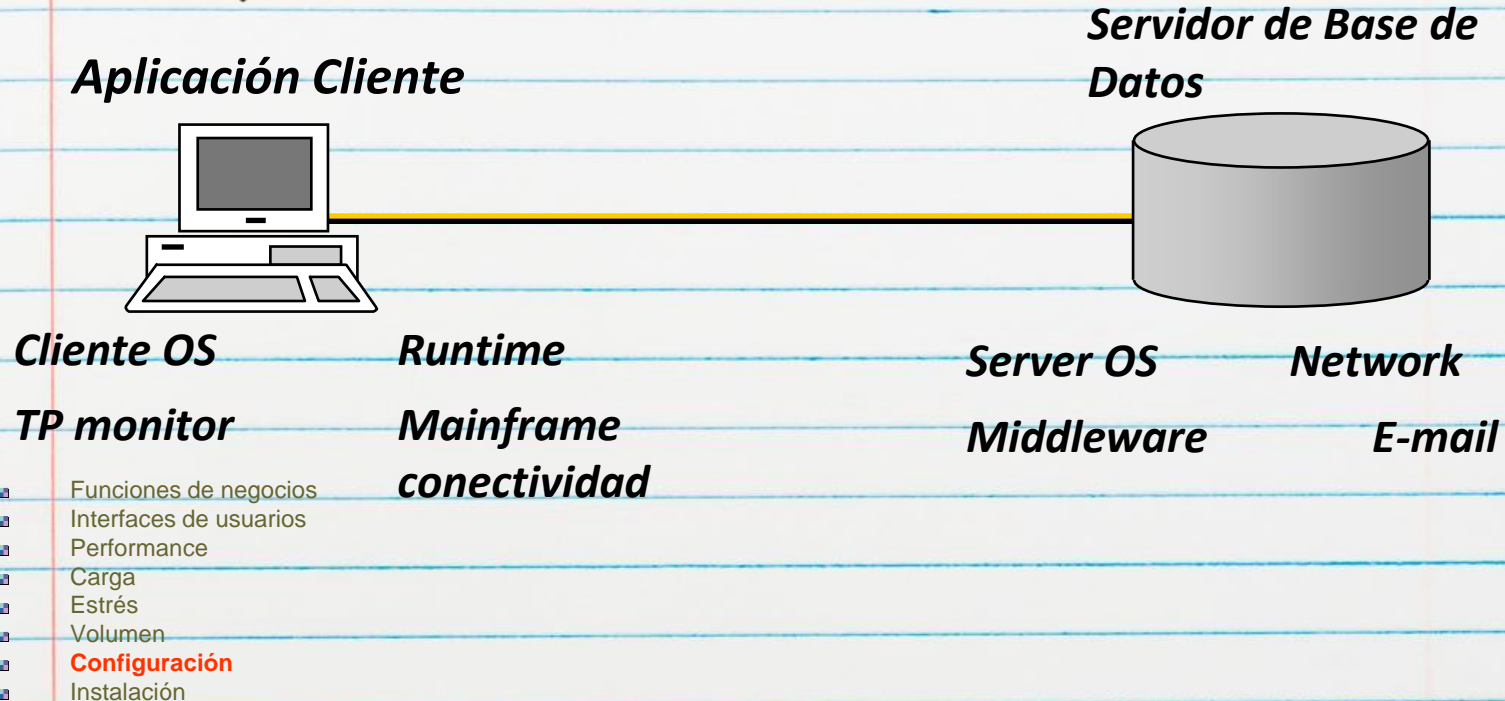 Servidor de Base de
Datos
Aplicación Cliente
Cliente OS
Runtime
Server OS
Network
TP monitor
Mainframe
conectividad
Middleware
E-mail
Funciones de negocios
Interfaces de usuarios
Performance
Carga
Estrés
Volumen
Configuración
Instalación